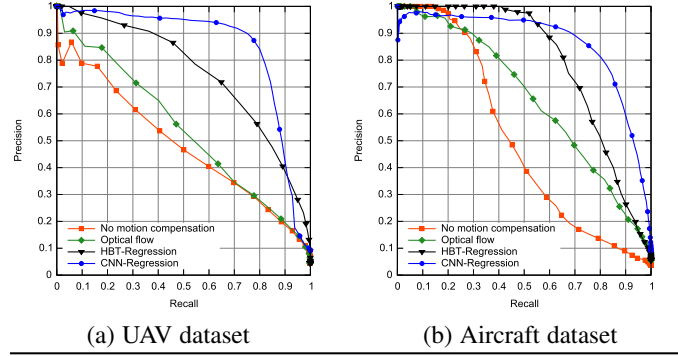 1
0.9
0.8
0.7
0.6
0.5
0.4
0.3
0.2
0.1
0
Precision
No motion compensation
Optical flow
HBT-Regression
CNN-Regression
0 0.1 0.2 0.3 0.4 0.5 0.6 0.7 0.8 0.9 1
Recall
(a) UAV dataset
1
0.9
0.8
0.7
0.6
0.5
0.4
0.3
0.2
0.1
0
Precision
No motion compensation
Optical flow
HBT-Regression
CNN-Regression
0 0.1 0.2 0.3 0.4 0.5 0.6 0.7 0.8 0.9 1
Recall
(b) Aircraft dataset